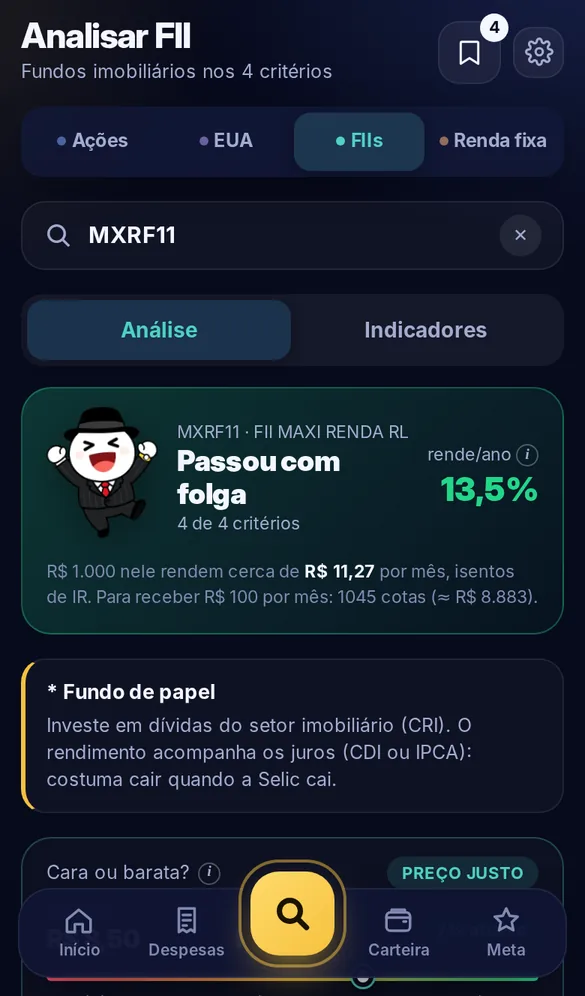 Analisar FII
4
Fundos imobiliários nos 4 critérios
Ações
EUA
FIIs
Renda fixa
MXRF11
Análise
Indicadores
MXRF11 · FII MAXI RENDA RL
Passou com
folga
4 de 4 critérios
rende/ano i
13,5%
R$ 1.000 nele rendem cerca de R$ 11,27 por mês, isentos
de IR. Para receber R$ 100 por mês: 1045 cotas (≈ R$ 8.883).
* Fundo de papel
Investe em dívidas do setor imobiliário (CRI). O
rendimento acompanha os juros (CDI ou IPCA):
costuma cair quando a Selic cai.
Cara ou barata? i
PREÇO JUSTO
Início
Despesas
Carteira
Meta